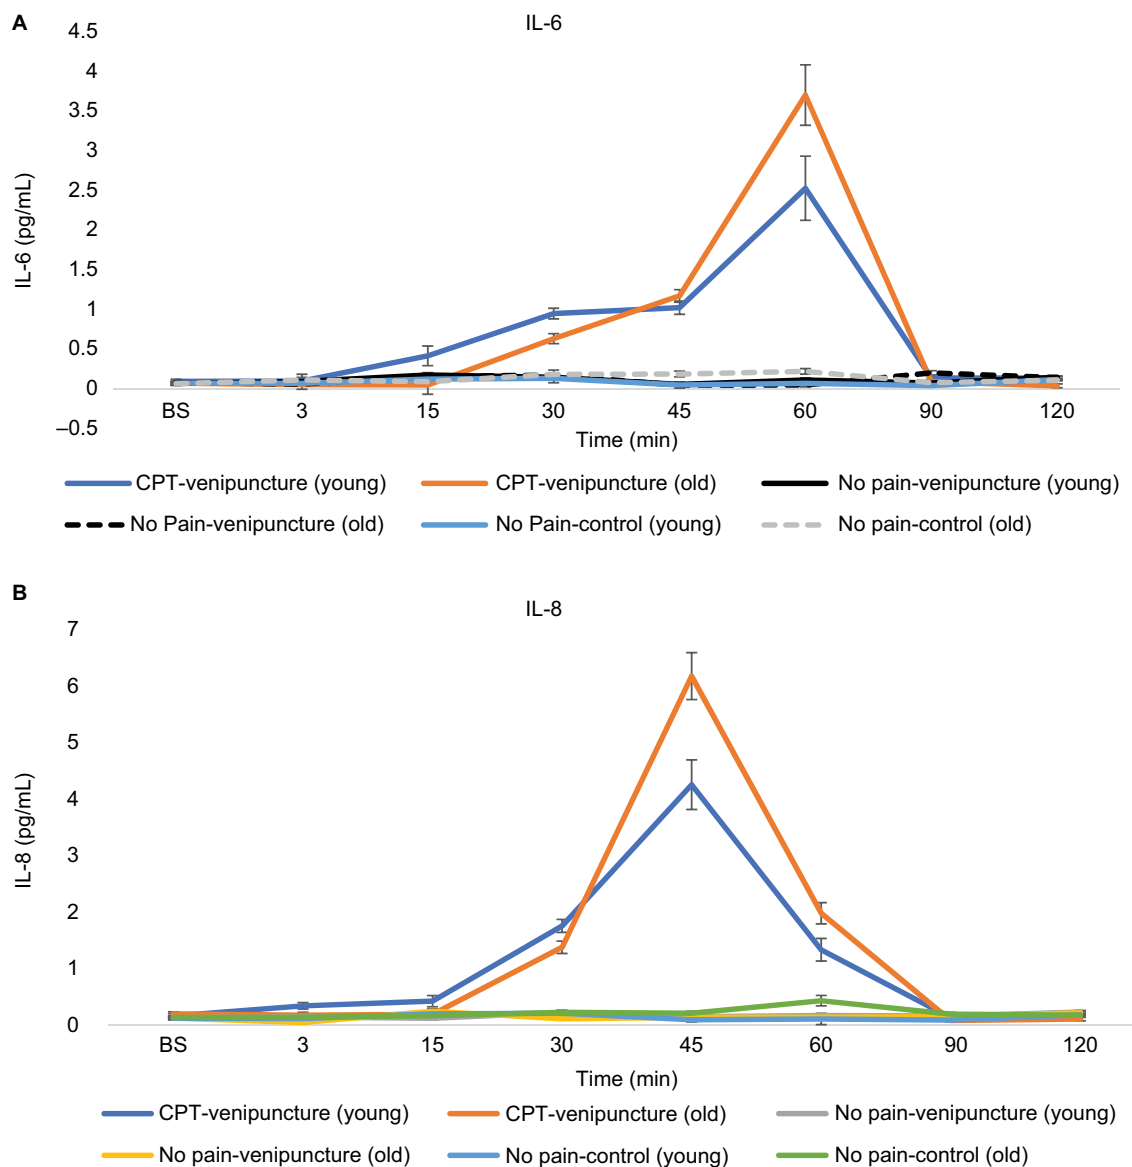 A
IL-6
4.5
4
3.5
3
2.5
2
1.5
1
0.5
0
–0.5
IL-6 (pg/mL)
BS 3 15 30 45 60 90 120
Time (min)
CPT-venipuncture (young) CPT-venipuncture (old) No pain-venipuncture (young)
No Pain-venipuncture (old) No Pain-control (young) No pain-control (old)
B
IL-8
7
6
5
4
3
2
1
0
IL-8 (pg/mL)
BS 3 15 30 45 60 90 120
Time (min)
CPT-venipuncture (young) CPT-venipuncture (old) No pain-venipuncture (young)
No pain-venipuncture (old) No pain-control (young) No pain-control (old)